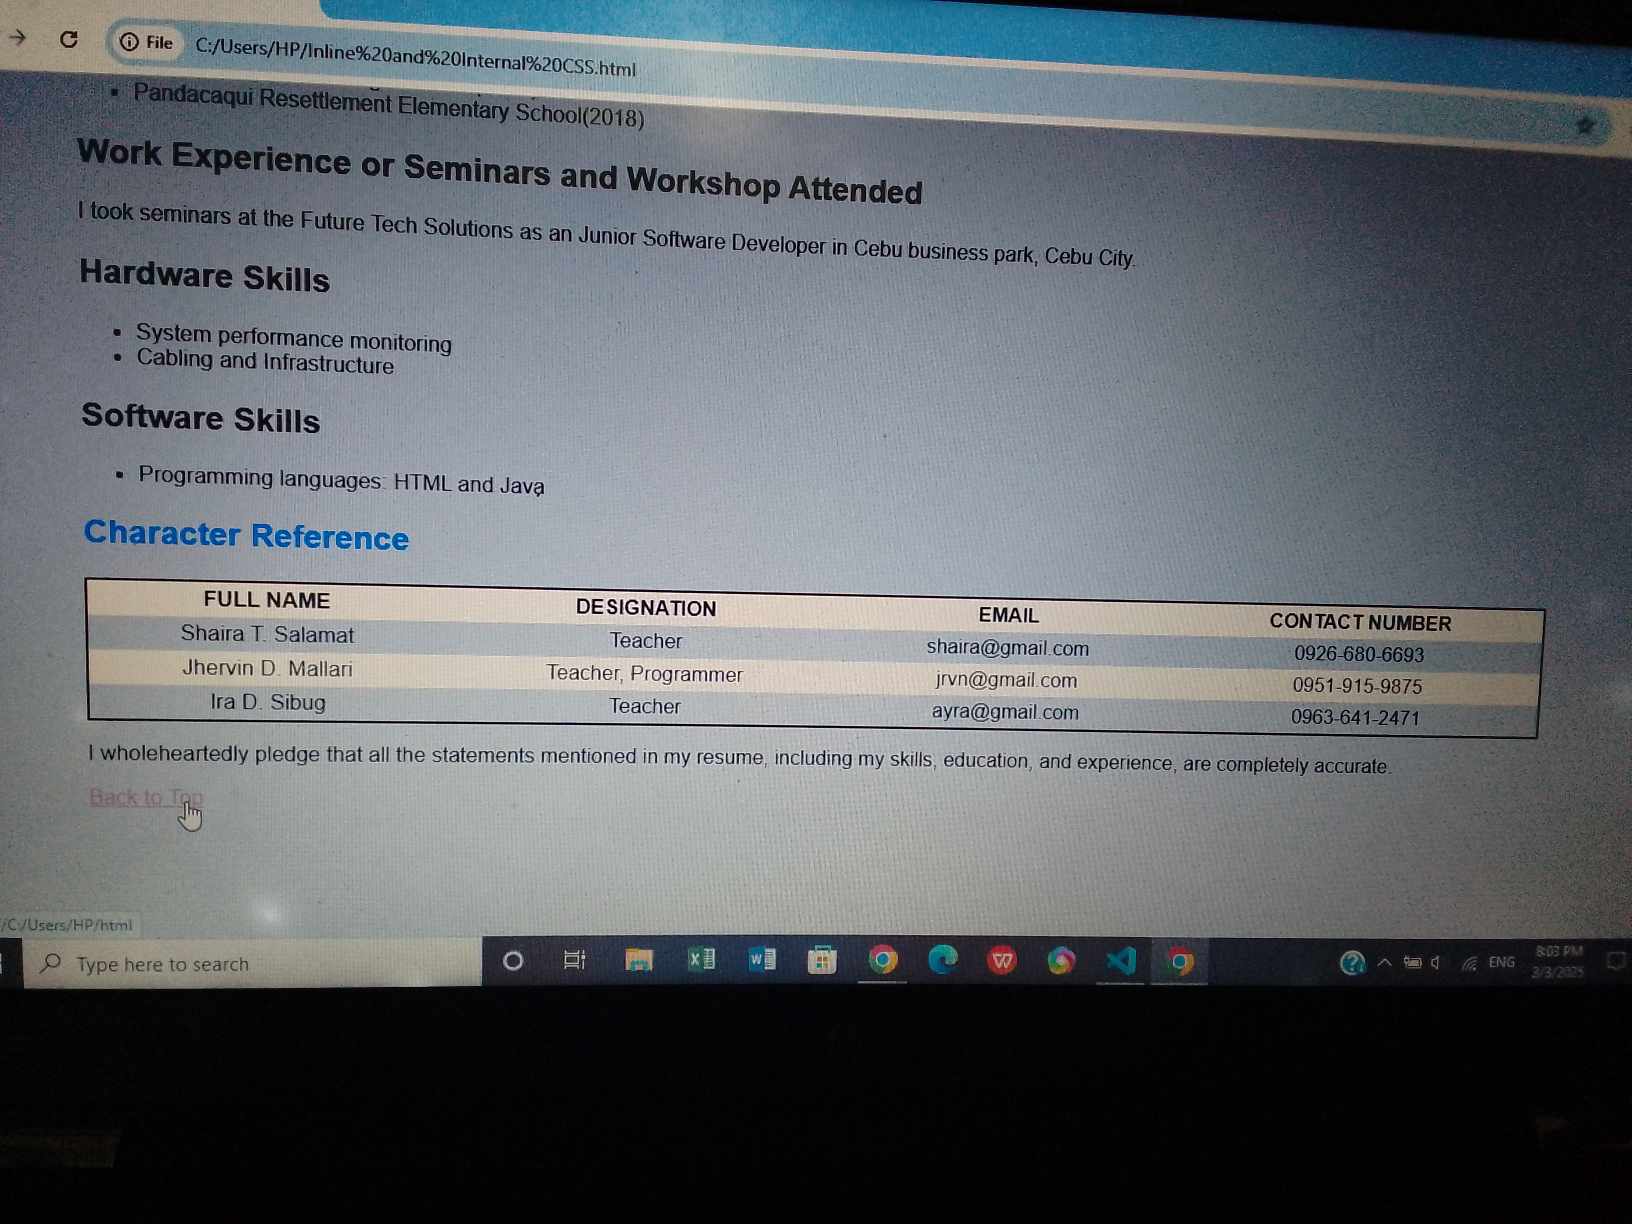 File C:/Users/HP/Inline%20and%20Internal%20CSS.html
Pandacaqui Resettlement Elementary School(2018)
Work Experience or Seminars and Workshop Attended
I took seminars at the Future Tech Solutions as an Junior Software Developer in Cebu business park, Cebu City.
Hardware Skills
System performance monitoring
Cabling and Infrastructure
Software Skills
Programming languages: HTML and Java
Character Reference
FULL NAME DESIGNATION EMAIL CONTACT NUMBER
Shaira T. Salamat Teacher shaira@gmail.com 0926-680-6693
Jhervin D. Mallari Teacher, Programmer jrvn@gmail.com 0951-915-9875
Ira D. Sibug Teacher ayra@gmail.com 0963-641-2471
I wholeheartedly pledge that all the statements mentioned in my resume, including my skills, education, and experience, are completely accurate.
Back to Top
/C:/Users/HP/html
Type here to search
ENG
8:03 PM
3/3/2025